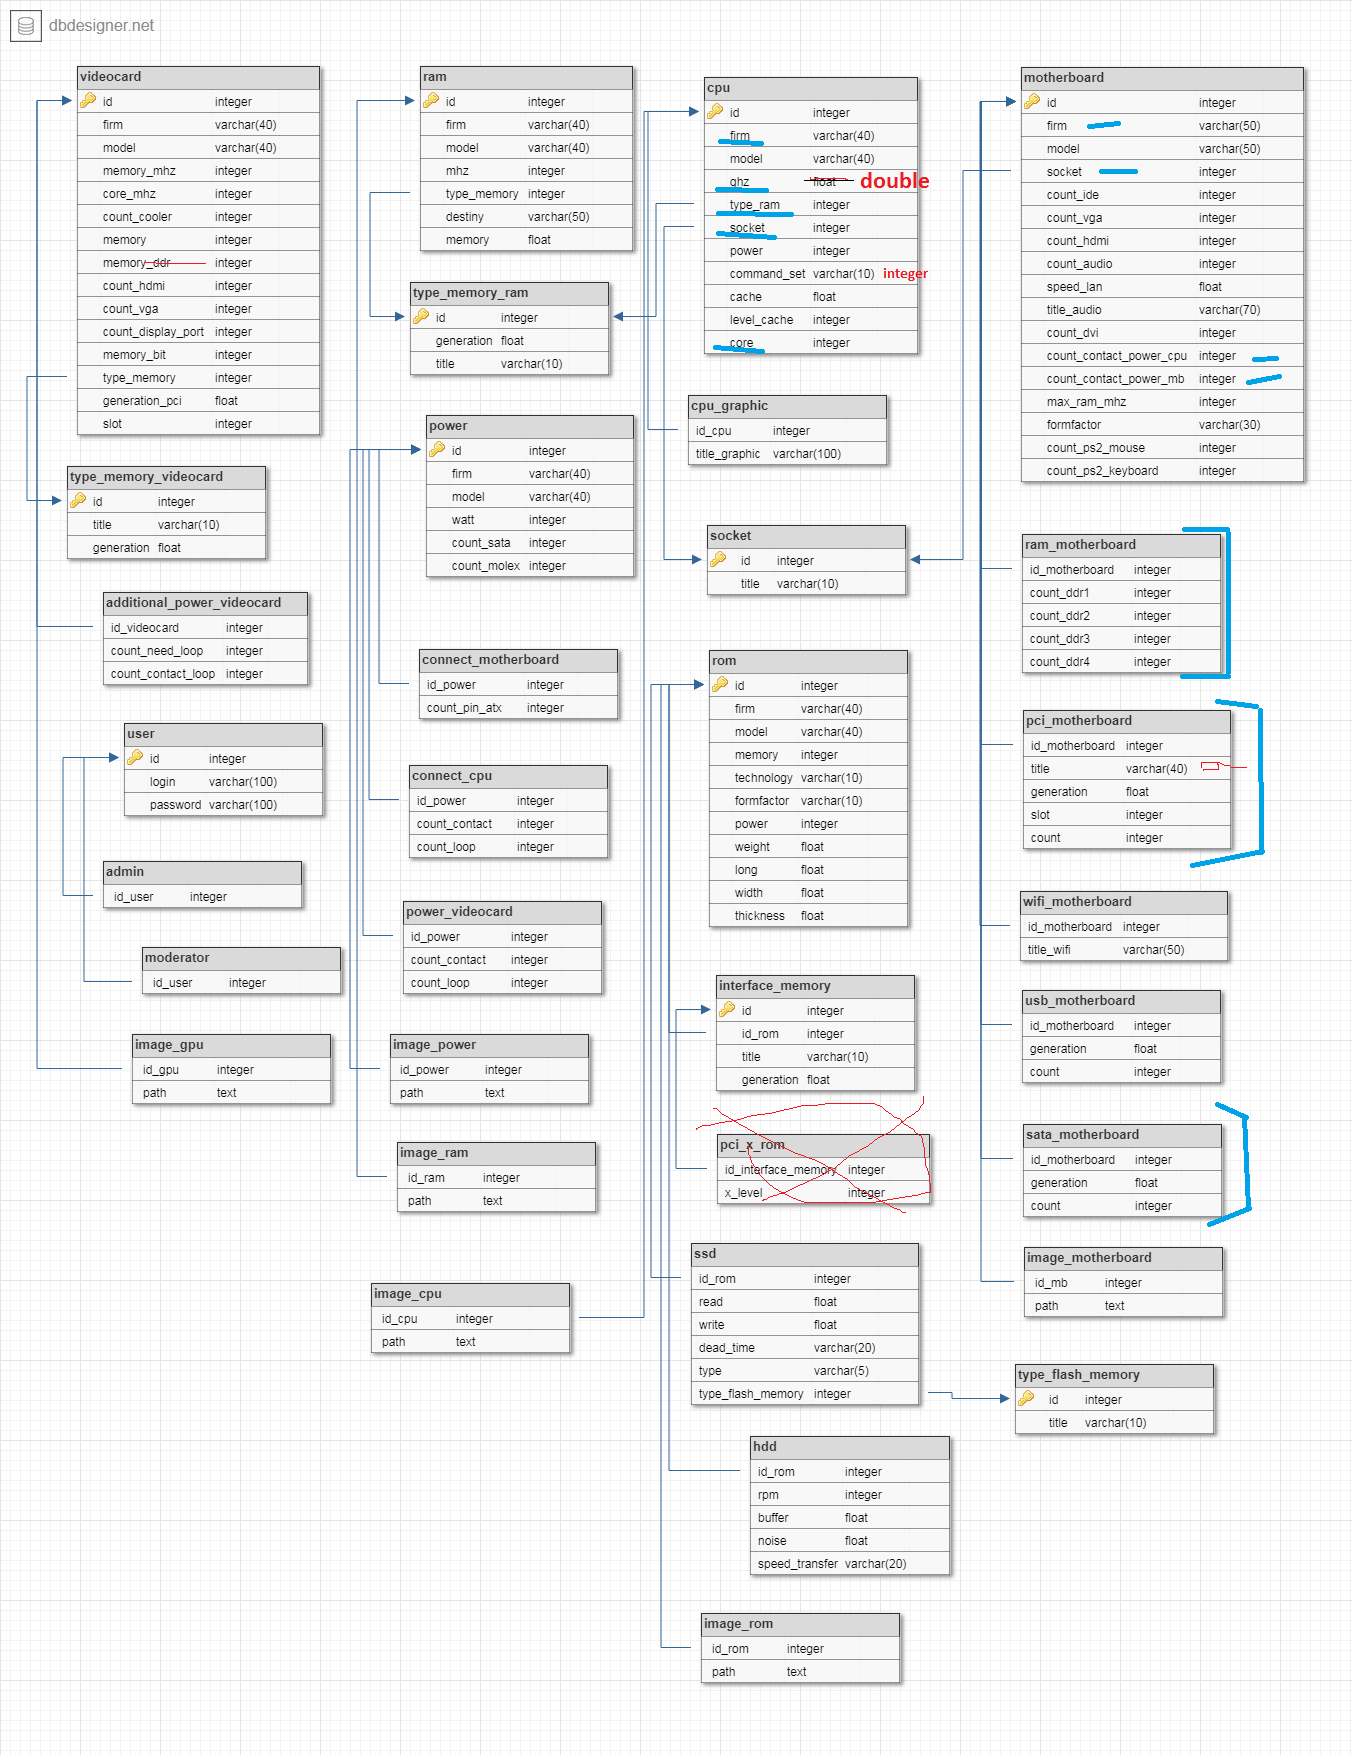 dbdesigner.net
videocard
id integer
firm varchar(40)
model varchar(40)
memory_mhz integer
core_mhz integer
count_cooler integer
memory integer
memory_ddr integer
count_hdmi integer
count_vga integer
count_display_port integer
memory_bit integer
type_memory integer
generation_pci float
slot integer
type_memory_videocard
id integer
title varchar(10)
generation float
additional_power_videocard
id_videocard integer
count_need_loop integer
count_contact_loop integer
user
id integer
login varchar(100)
password varchar(100)
admin
id_user integer
moderator
id_user integer
image_gpu
id_gpu integer
path text
ram
id integer
firm varchar(40)
model varchar(40)
mhz integer
type_memory integer
destiny varchar(50)
memory float
type_memory_ram
id integer
generation float
title varchar(10)
power
id integer
firm varchar(40)
model varchar(40)
watt integer
count_sata integer
count_molex integer
connect_motherboard
id_power integer
count_pin_atx integer
connect_cpu
id_power integer
count_contact integer
count_loop integer
power_videocard
id_power integer
count_contact integer
count_loop integer
image_power
id_power integer
path text
image_ram
id_ram integer
path text
image_cpu
id_cpu integer
path text
cpu
id integer
firm varchar(40)
model varchar(40)
ghz float double
type_ram integer
socket integer
power integer
command_set varchar(10) integer
cache float
level_cache integer
core integer
cpu_graphic
id_cpu integer
title_graphic varchar(100)
socket
id integer
title varchar(10)
rom
id integer
firm varchar(40)
model varchar(40)
memory integer
technology varchar(10)
formfactor varchar(10)
power integer
weight float
long float
width float
thickness float
interface_memory
id integer
id_rom integer
title varchar(10)
generation float
pci_x_rom
id_interface_memory integer
x_level integer
ssd
id_rom integer
read float
write float
dead_time varchar(20)
type varchar(5)
type_flash_memory integer
hdd
id_rom integer
rpm integer
buffer float
noise float
speed_transfer varchar(20)
image_rom
id_rom integer
path text
motherboard
id integer
firm varchar(50)
model varchar(50)
socket integer
count_ide integer
count_vga integer
count_hdmi integer
count_audio integer
speed_lan float
title_audio varchar(70)
count_dvi integer
count_contact_power_cpu integer
count_contact_power_mb integer
max_ram_mhz integer
formfactor varchar(30)
count_ps2_mouse integer
count_ps2_keyboard integer
ram_motherboard
id_motherboard integer
count_ddr1 integer
count_ddr2 integer
count_ddr3 integer
count_ddr4 integer
pci_motherboard
id_motherboard integer
title varchar(40)
generation float
slot integer
count integer
wifi_motherboard
id_motherboard integer
title_wifi varchar(50)
usb_motherboard
id_motherboard integer
generation float
count integer
sata_motherboard
id_motherboard integer
generation float
count integer
image_motherboard
id_mb integer
path text
type_flash_memory
id integer
title varchar(10)